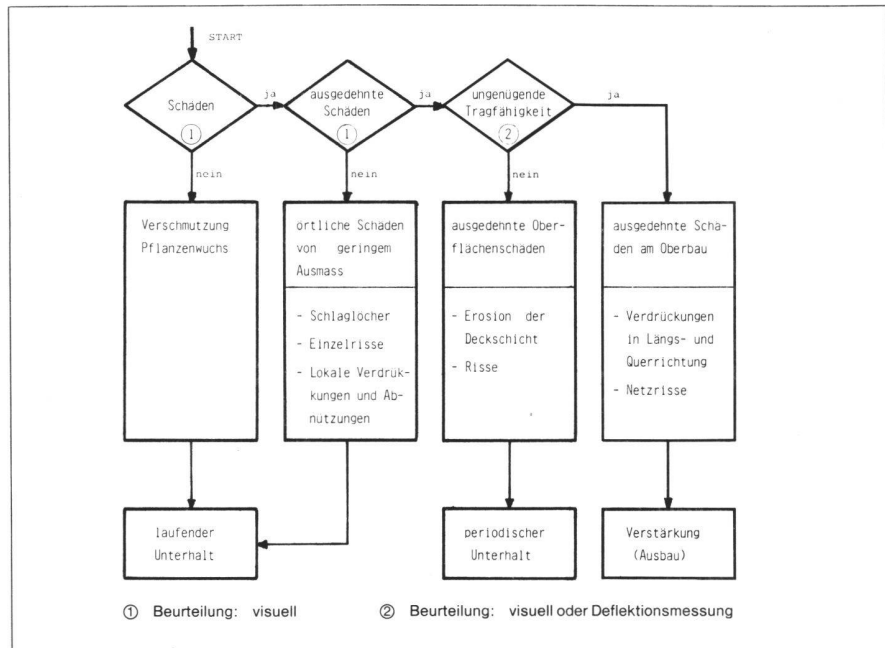 START
Schäden
①
ja
ausgedehnte
Schäden
①
ja
ungenügende
Tragfähigkeit
②
ja
nein
nein
nein
Verschmutzung
Pflanzenwuchs
örtliche Schäden
von geringem
Ausmass
- Schlaglöcher
- Einzelrisse
- Lokale Verdrük-
kungen und Ab-
nützungen
ausgedehnte Ober-
flächenschäden
- Erosion der
Deckschicht
- Risse
ausgedehnte Schä-
den am Oberbau
- Verdrückungen
in Längs- und
Querrichtung
- Netzrisse
laufender
Unterhalt
periodischer
Unterhalt
Verstärkung
(Ausbau)
① Beurteilung: visuell
② Beurteilung: visuell oder Deflektionsmessung